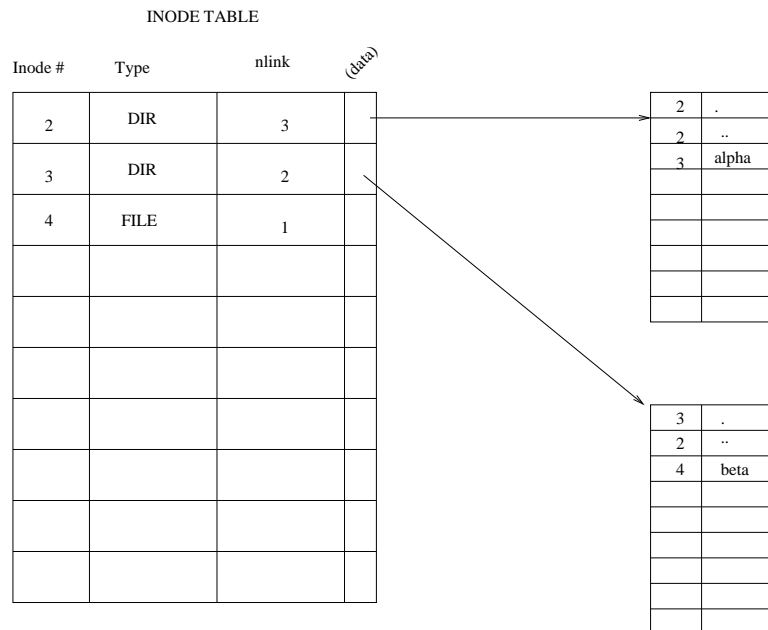 INODE TABLE
Inode # Type nlink (data)
2 DIR 3
3 DIR 2
4 FILE 1
2 .
2 ..
3 alpha
3 .
2 ..
4 beta